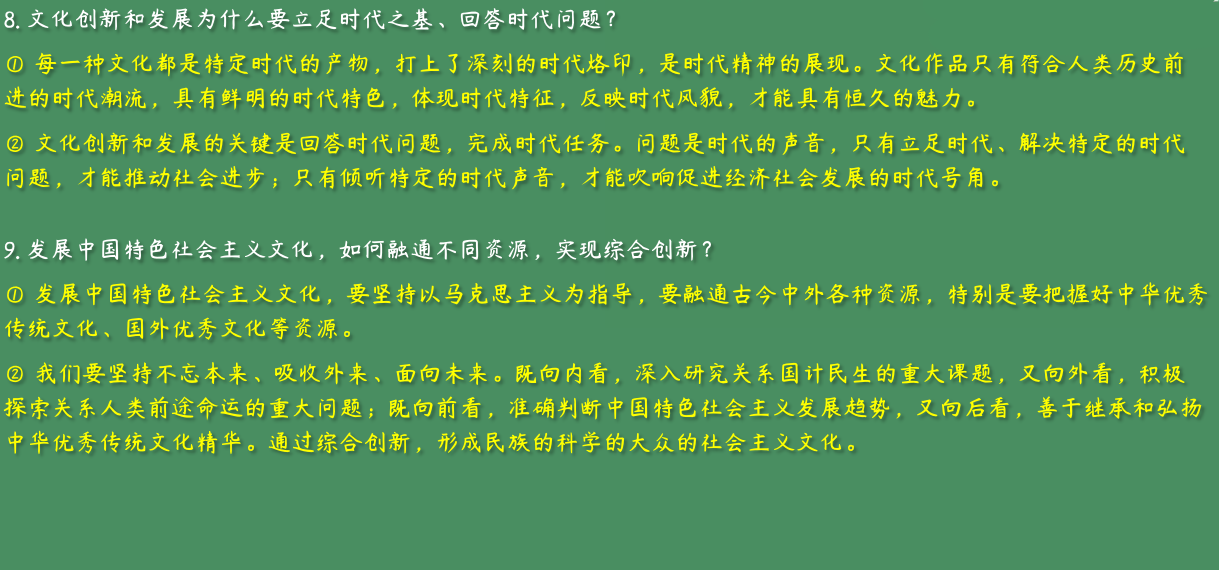 8. 文化创新和发展为什么要立足时代之基、回答时代问题？
① 每一种文化都是特定时代的产物，打上了深刻的时代烙印，是时代精神的展现。文化作品只有符合人类历史前
进的时代潮流，具有鲜明的时代特色，体现时代特征，反映时代风貌，才能具有恒久的魅力。
② 文化创新和发展的关键是回答时代问题，完成时代任务。问题是时代的声音，只有立足时代、解决特定的时代
问题，才能推动社会进步；只有倾听特定的时代声音，才能吹响促进经济社会发展的时代号角。
9. 发展中国特色社会主义文化，如何融通不同资源，实现综合创新？
① 发展中国特色社会主义文化，要坚持以马克思主义为指导，要融通古今中外各种资源，特别是要把握好中华优秀
传统文化、国外优秀文化等资源。
② 我们要坚持不忘本来、吸收外来、面向未来。既向内看，深入研究关系国计民生的重大课题，又向外看，积极
探索关系人类前途命运的重大问题；既向前看，准确判断中国特色社会主义发展趋势，又向后看，善于继承和弘扬
中华优秀传统文化精华。通过综合创新，形成民族的科学的大众的社会主义文化。